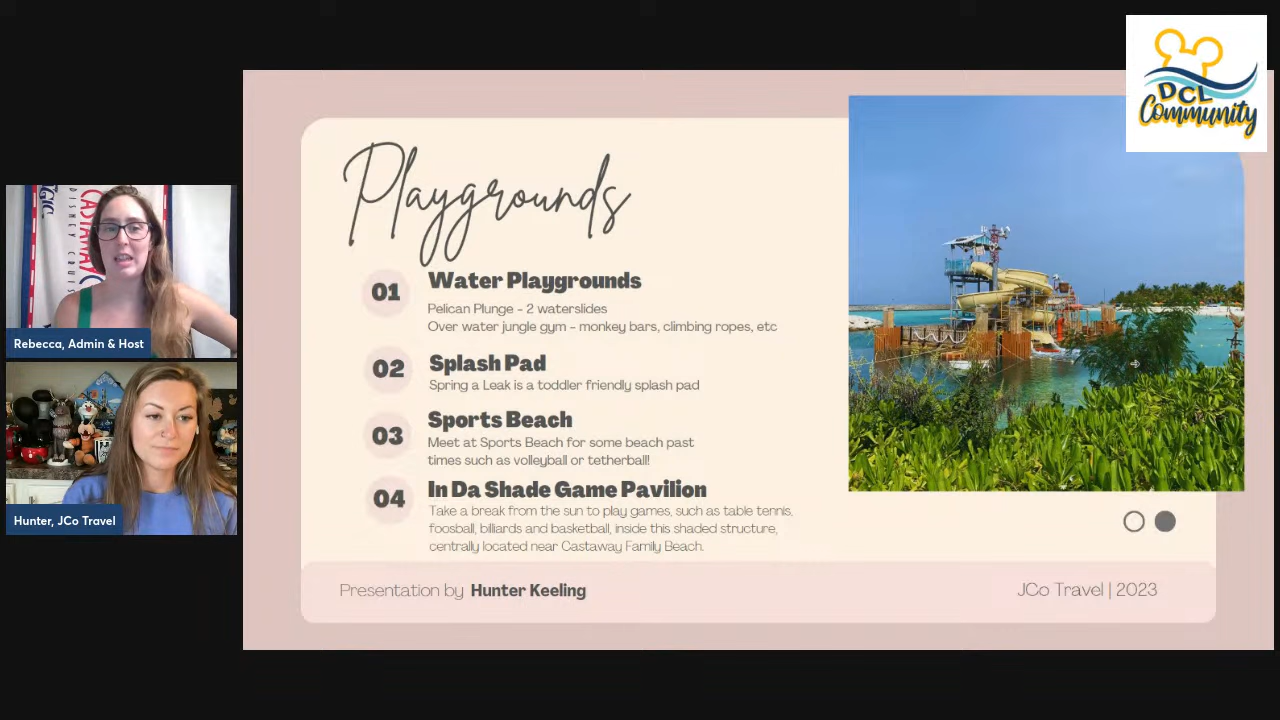 DCL
Community
Playgrounds
01
Water Playgrounds
Pelican Plunge - 2 waterslides
Over water jungle gym - monkey bars, climbing ropes, etc
02
Splash Pad
Spring a Leak is a toddler friendly splash pad
03
Sports Beach
Meet at Sports Beach for some beach past
times such as volleyball or tetherball!
04
In Da Shade Game Pavilion
Take a break from the sun to play games, such as table tennis,
foosball, billiards and basketball, inside this shaded structure,
centrally located near Castaway Family Beach.
Presentation by Hunter Keeling
JCo Travel | 2023
Rebecca, Admin & Host
Hunter, JCo Travel